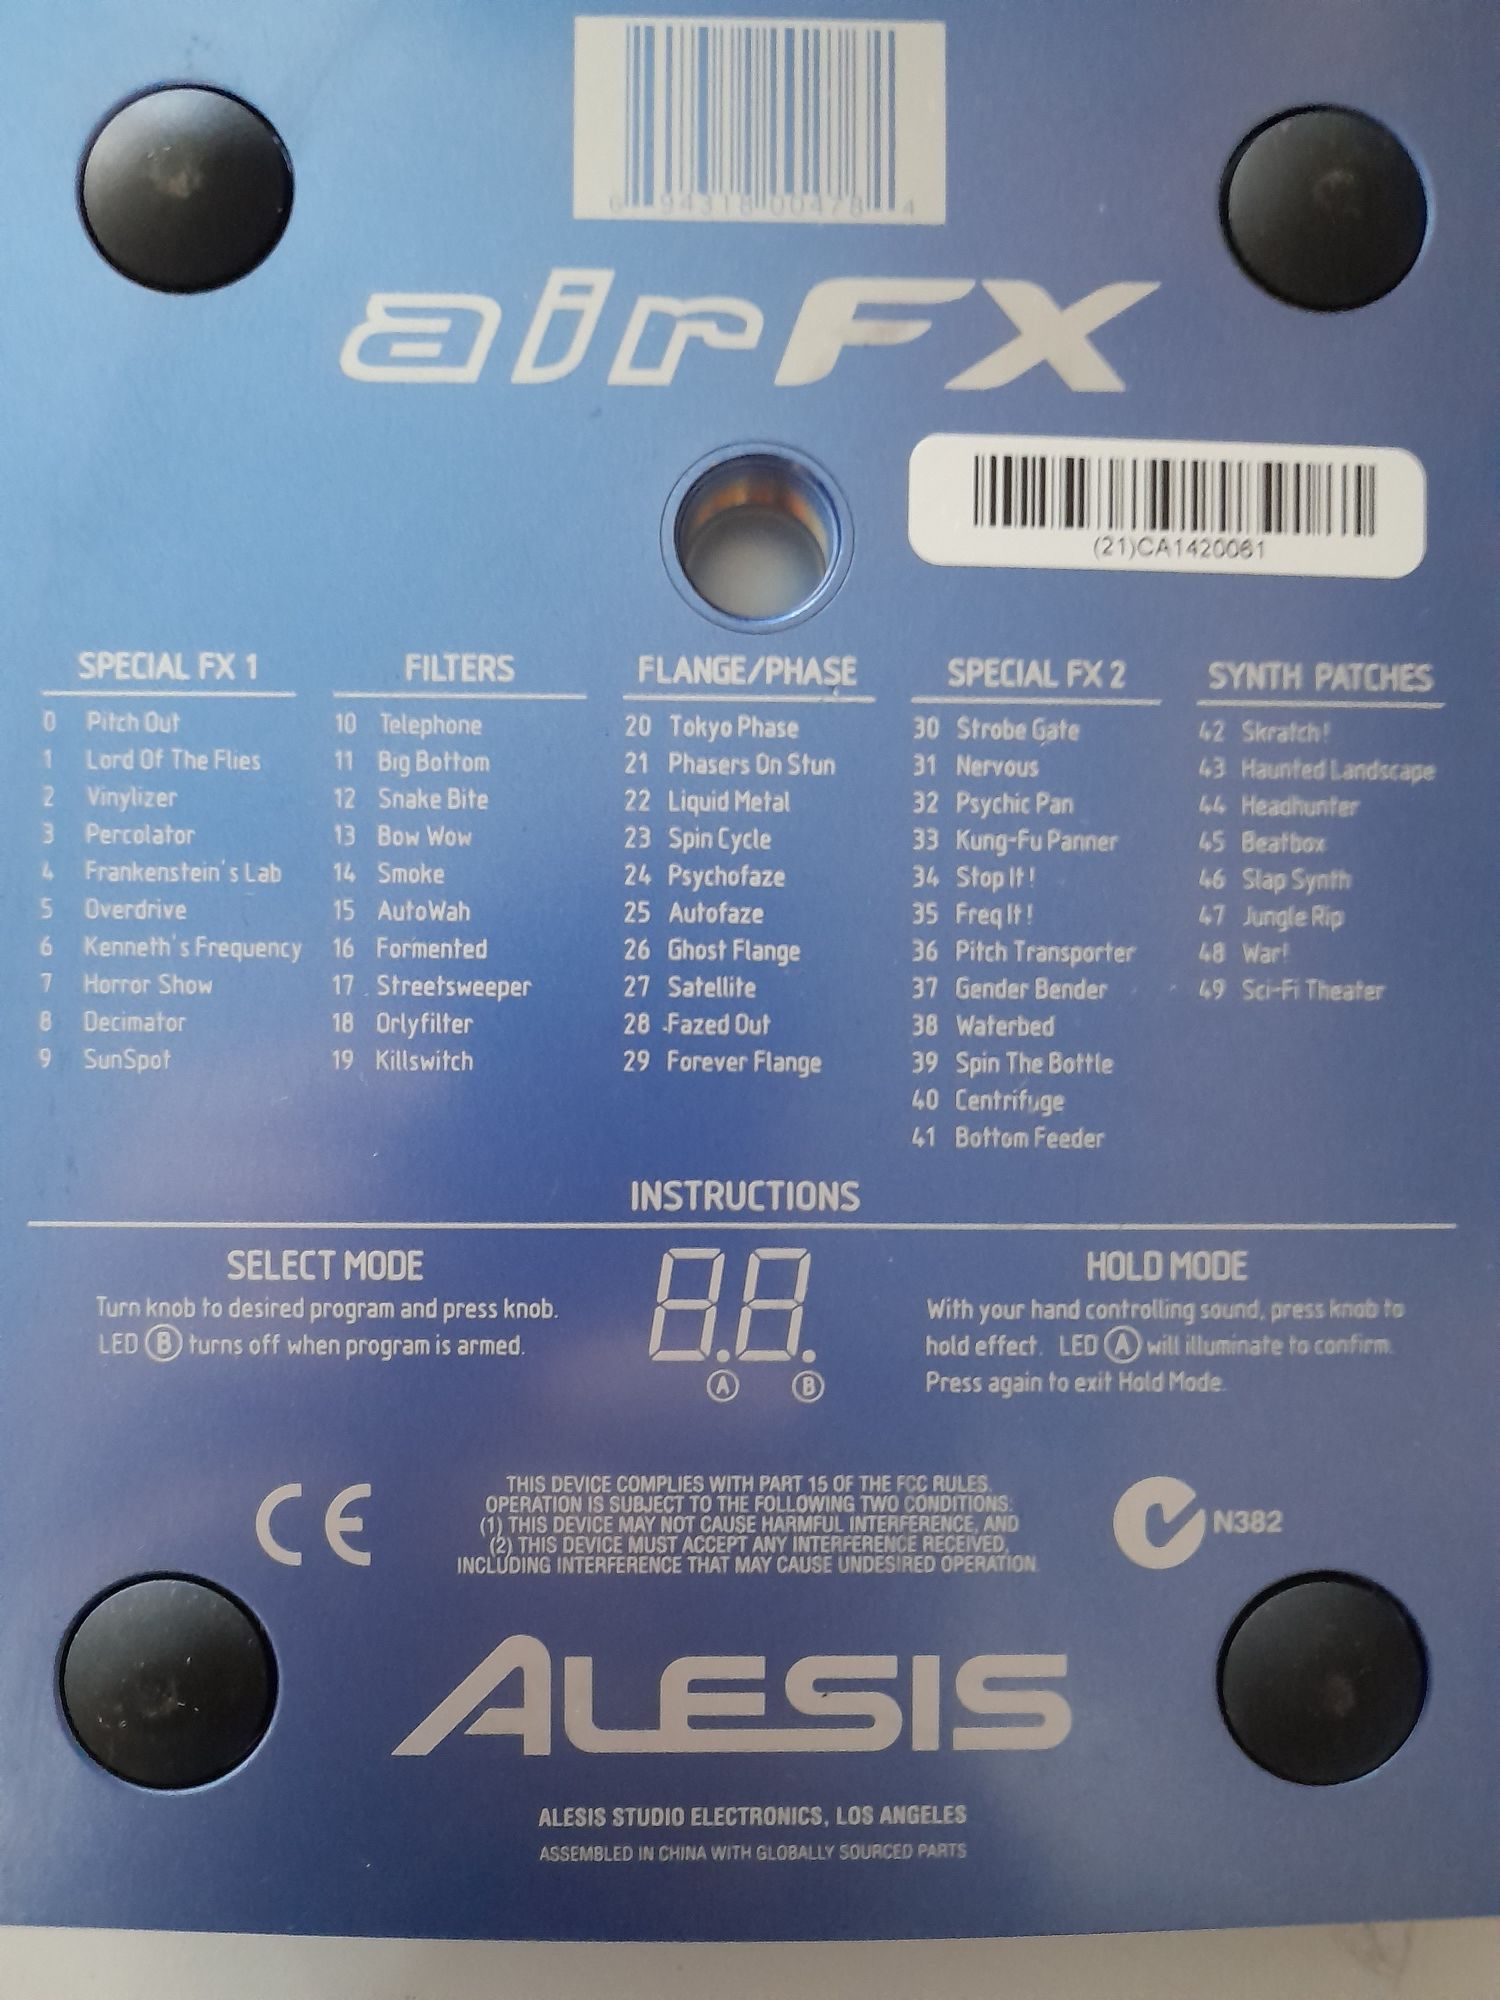 6 94318 00478 4
airFX
(21)CA1420061
SPECIAL FX 1
0 Pitch Out
1 Lord Of The Flies
2 Vinylizer
3 Percolator
4 Frankenstein's Lab
5 Overdrive
6 Kenneth's Frequency
7 Horror Show
8 Decimator
9 SunSpot
FILTERS
10 Telephone
11 Big Bottom
12 Snake Bite
13 Bow Wow
14 Smoke
15 AutoWah
16 Formented
17 Streetsweeper
18 Orlyfilter
19 Killswitch
FLANGE/PHASE
20 Tokyo Phase
21 Phasers On Stun
22 Liquid Metal
23 Spin Cycle
24 Psychofaze
25 Autofaze
26 Ghost Flange
27 Satellite
28 Fazed Out
29 Forever Flange
SPECIAL FX 2
30 Strobe Gate
31 Nervous
32 Psychic Pan
33 Kung-Fu Panner
34 Stop It!
35 Freq It!
36 Pitch Transporter
37 Gender Bender
38 Waterbed
39 Spin The Bottle
40 Centrifuge
41 Bottom Feeder
SYNTH PATCHES
42 Skratch!
43 Haunted Landscape
44 Headhunter
45 Beatbox
46 Slap Synth
47 Jungle Rip
48 War!
49 Sci-Fi Theater
INSTRUCTIONS
SELECT MODE
Turn knob to desired program and press knob.
LED B turns off when program is armed.
8.8.
A B
HOLD MODE
With your hand controlling sound, press knob to
hold effect. LED A will illuminate to confirm.
Press again to exit Hold Mode.
CE
THIS DEVICE COMPLIES WITH PART 15 OF THE FCC RULES.
OPERATION IS SUBJECT TO THE FOLLOWING TWO CONDITIONS:
(1) THIS DEVICE MAY NOT CAUSE HARMFUL INTERFERENCE, AND
(2) THIS DEVICE MUST ACCEPT ANY INTERFERENCE RECEIVED,
INCLUDING INTERFERENCE THAT MAY CAUSE UNDESIRED OPERATION.
N382
ALESIS
ALESIS STUDIO ELECTRONICS, LOS ANGELES
ASSEMBLED IN CHINA WITH GLOBALLY SOURCED PARTS